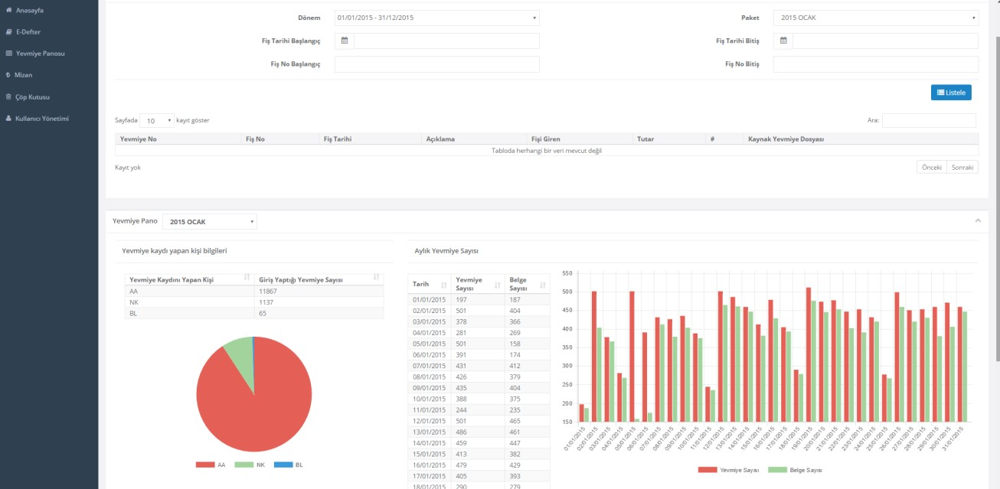 Anasayfa
E-Defter
Yevmiye Panosu
Mizan
Çöp Kutusu
Kullanıcı Yönetimi
Dönem 01/01/2015 - 31/12/2015 Paket 2015 OCAK
Fiş Tarihi Başlangıç Fiş Tarihi Bitiş
Fiş No Başlangıç Fiş No Bitiş
Listele
Sayfada 10 kayıt göster Ara:
Yevmiye No Fiş No Fiş Tarihi Açıklama Fişi Giren Tutar # Kaynak Yevmiye Dosyası
Tabloda herhangi bir veri mevcut değil
Kayıt yok Önceki Sonraki
Yevmiye Pano 2015 OCAK
Yevmiye kaydı yapan kişi bilgileri
Yevmiye Kaydını Yapan Kişi Giriş Yaptığı Yevmiye Sayısı
AA 11867
NK 1137
BL 65
AA NK BL
Aylık Yevmiye Sayısı
Tarih Yevmiye Sayısı Belge Sayısı
01/01/2015 197 187
02/01/2015 501 404
03/01/2015 378 366
04/01/2015 281 269
05/01/2015 501 158
06/01/2015 391 174
07/01/2015 431 412
08/01/2015 426 379
09/01/2015 435 404
10/01/2015 388 375
11/01/2015 244 235
12/01/2015 501 465
13/01/2015 486 461
14/01/2015 459 447
15/01/2015 413 382
16/01/2015 479 429
17/01/2015 405 393
18/01/2015 290 279
550
500
450
400
350
300
250
200
150
01/01/2015 02/01/2015 03/01/2015 04/01/2015 05/01/2015 06/01/2015 07/01/2015 08/01/2015 09/01/2015 10/01/2015 11/01/2015 12/01/2015 13/01/2015 14/01/2015 15/01/2015 16/01/2015 17/01/2015 18/01/2015 19/01/2015 20/01/2015 21/01/2015 22/01/2015 23/01/2015 24/01/2015 25/01/2015 26/01/2015 27/01/2015 28/01/2015 29/01/2015 30/01/2015 31/01/2015
Yevmiye Sayısı Belge Sayısı